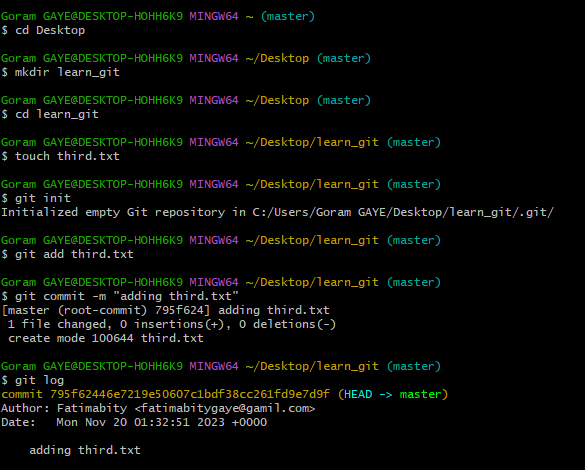 Goram GAYE@DESKTOP-HOHH6K9 MINGW64 ~ (master)
$ cd Desktop
Goram GAYE@DESKTOP-HOHH6K9 MINGW64 ~/Desktop (master)
$ mkdir learn_git
Goram GAYE@DESKTOP-HOHH6K9 MINGW64 ~/Desktop (master)
$ cd learn_git
Goram GAYE@DESKTOP-HOHH6K9 MINGW64 ~/Desktop/learn_git (master)
$ touch third.txt
Goram GAYE@DESKTOP-HOHH6K9 MINGW64 ~/Desktop/learn_git (master)
$ git init
Initialized empty Git repository in C:/Users/Goram GAYE/Desktop/learn_git/.git/
Goram GAYE@DESKTOP-HOHH6K9 MINGW64 ~/Desktop/learn_git (master)
$ git add third.txt
Goram GAYE@DESKTOP-HOHH6K9 MINGW64 ~/Desktop/learn_git (master)
$ git commit -m "adding third.txt"
[master (root-commit) 795f624] adding third.txt
 1 file changed, 0 insertions(+), 0 deletions(-)
 create mode 100644 third.txt
Goram GAYE@DESKTOP-HOHH6K9 MINGW64 ~/Desktop/learn_git (master)
$ git log
commit 795f62446e7219e50607c1bdf38cc261fd9e7d9f (HEAD -> master)
Author: Fatimabity <fatimabitygaye@gamil.com>
Date:   Mon Nov 20 01:32:51 2023 +0000
    adding third.txt